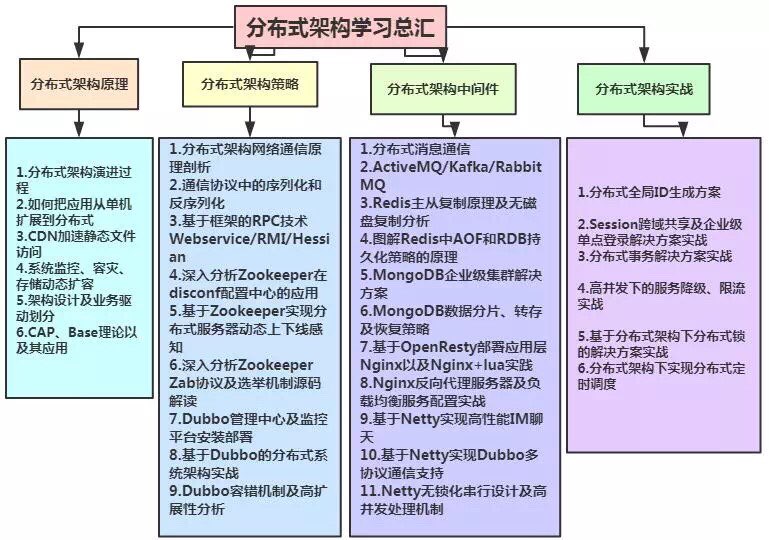 分布式架构学习总汇
分布式架构原理
分布式架构策略
分布式架构中间件
分布式架构实战
1.分布式架构演进过
程
2.如何把应用从单机
扩展到分布式
3.CDN加速静态文件
访问
4.系统监控、容灾、
存储动态扩容
5.架构设计及业务驱
动划分
6.CAP、Base理论以
及其应用
1.分布式架构网络通信原
理剖析
2.通信协议中的序列化和
反序列化
3.基于框架的RPC技术
Webservice/RMI/Hessi
an
4.深入分析Zookeeper在
disconf配置中心的应用
5.基于Zookeeper实现分
布式服务器动态上下线感
知
6.深入分析Zookeeper
Zab协议及选举机制源码
解读
7.Dubbo管理中心及监控
平台安装部署
8.基于Dubbo的分布式系
统架构实战
9.Dubbo容错机制及高扩
展性分析
1.分布式消息通信
2.ActiveMQ/Kafka/Rabbit
MQ
3.Redis主从复制原理及无磁
盘复制分析
4.图解Redis中AOF和RDB持
久化策略的原理
5.MongoDB企业级集群解决
方案
6.MongoDB数据分片、转存
及恢复策略
7.基于OpenResty部署应用层
Nginx以及Nginx+lua实践
8.Nginx反向代理服务器及负
载均衡服务配置实战
9.基于Netty实现高性能IM聊
天
10.基于Netty实现Dubbo多
协议通信支持
11.Netty无锁化串行设计及高
并发处理机制
1.分布式全局ID生成方案
2.Session跨域共享及企业级
单点登录解决方案实战
3.分布式事务解决方案实战
4.高并发下的服务降级、限流
实战
5.基于分布式架构下分布式锁
的解决方案实战
6.分布式架构下实现分布式定
时调度